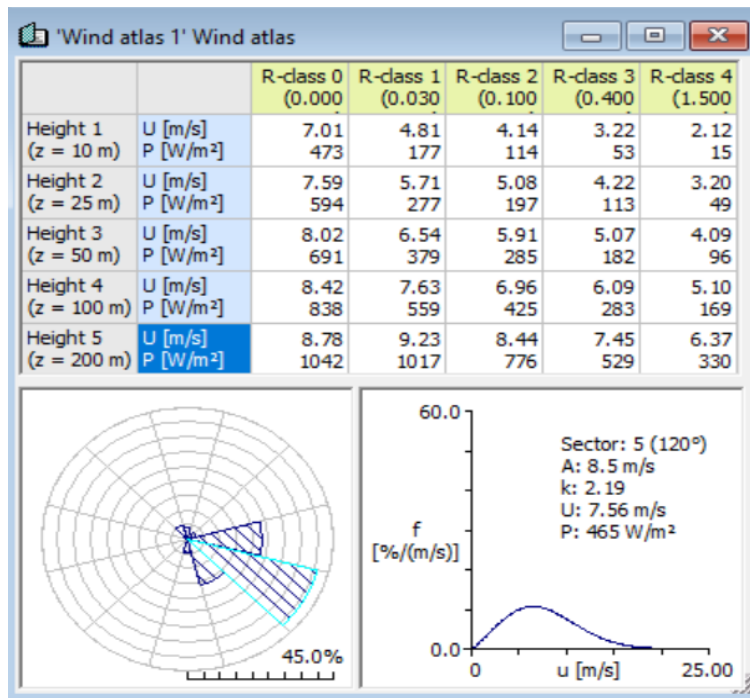 'Wind atlas 1' Wind atlas
R-class 0 R-class 1 R-class 2 R-class 3 R-class 4
(0.000 (0.030 (0.100 (0.400 (1.500
Height 1 U [m/s] 7.01 4.81 4.14 3.22 2.12
(z = 10 m) P [W/m²] 473 177 114 53 15
Height 2 U [m/s] 7.59 5.71 5.08 4.22 3.20
(z = 25 m) P [W/m²] 594 277 197 113 49
Height 3 U [m/s] 8.02 6.54 5.91 5.07 4.09
(z = 50 m) P [W/m²] 691 379 285 182 96
Height 4 U [m/s] 8.42 7.63 6.96 6.09 5.10
(z = 100 m) P [W/m²] 838 559 425 283 169
Height 5 U [m/s] 8.78 9.23 8.44 7.45 6.37
(z = 200 m) P [W/m²] 1042 1017 776 529 330
45.0%
60.0
Sector: 5 (120°)
A: 8.5 m/s
k: 2.19
U: 7.56 m/s
P: 465 W/m²
f
[%/(m/s)]
0.0
0 u [m/s] 25.00